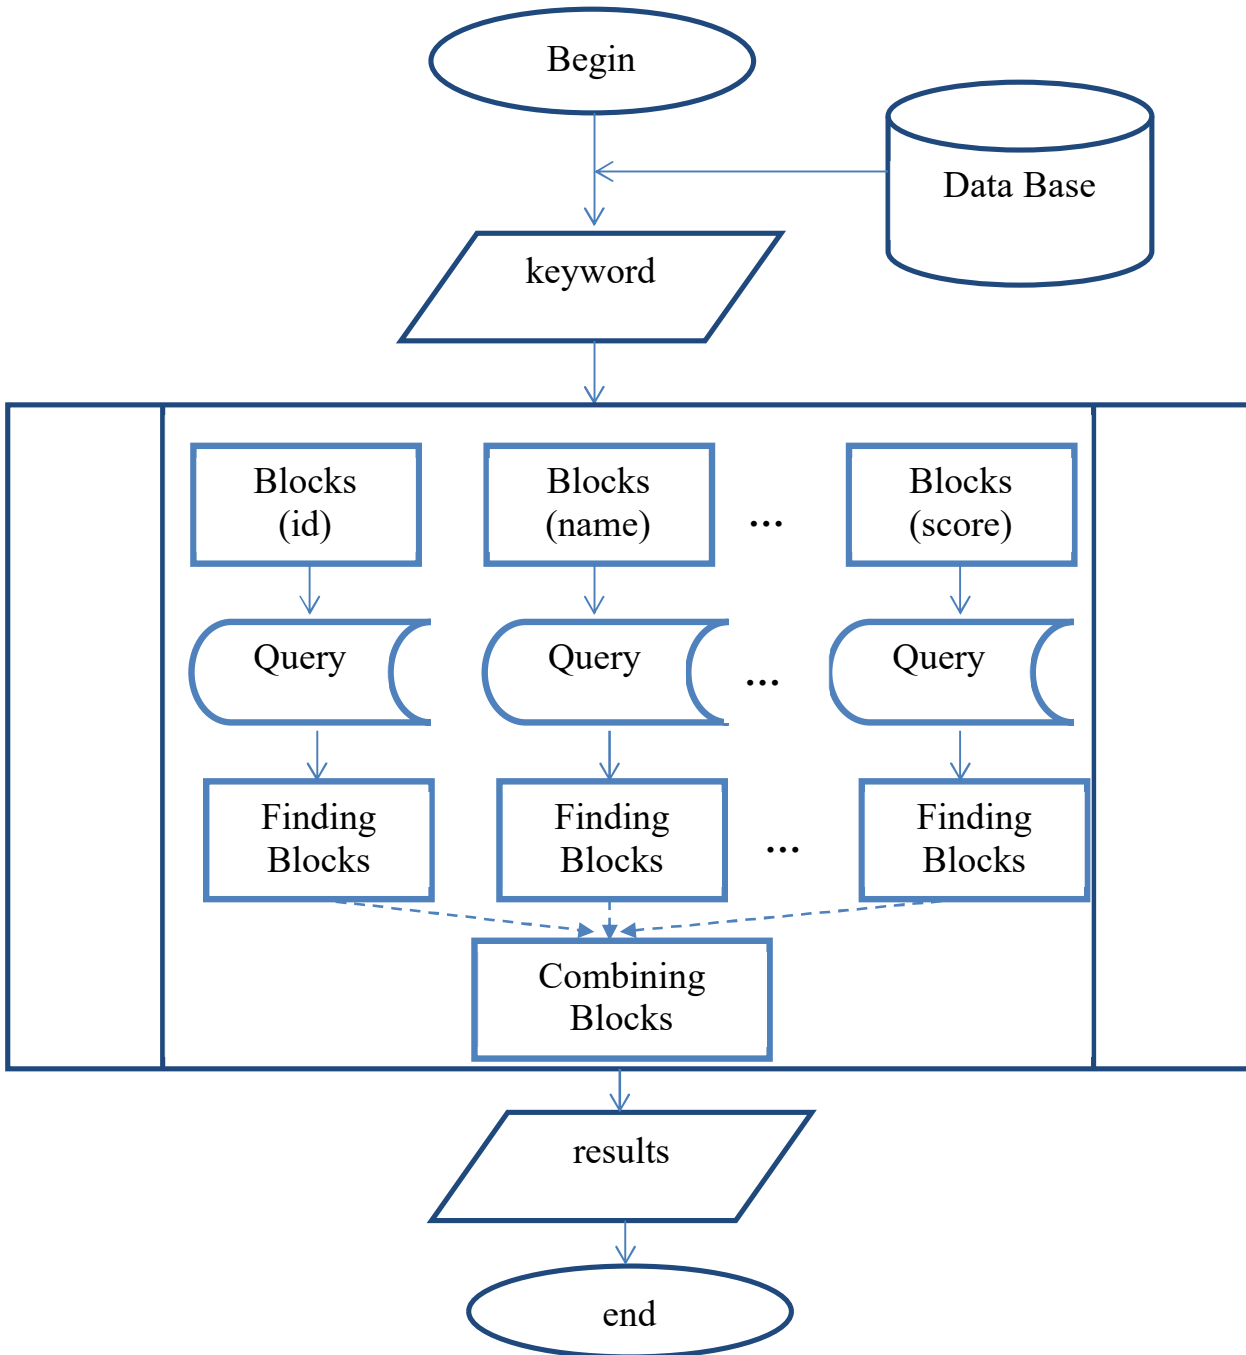 Begin
Data Base
keyword
Blocks
(id)
Blocks
(name)
...
Blocks
(score)
Query
Query
...
Query
Finding
Blocks
Finding
Blocks
...
Finding
Blocks
Combining
Blocks
results
end